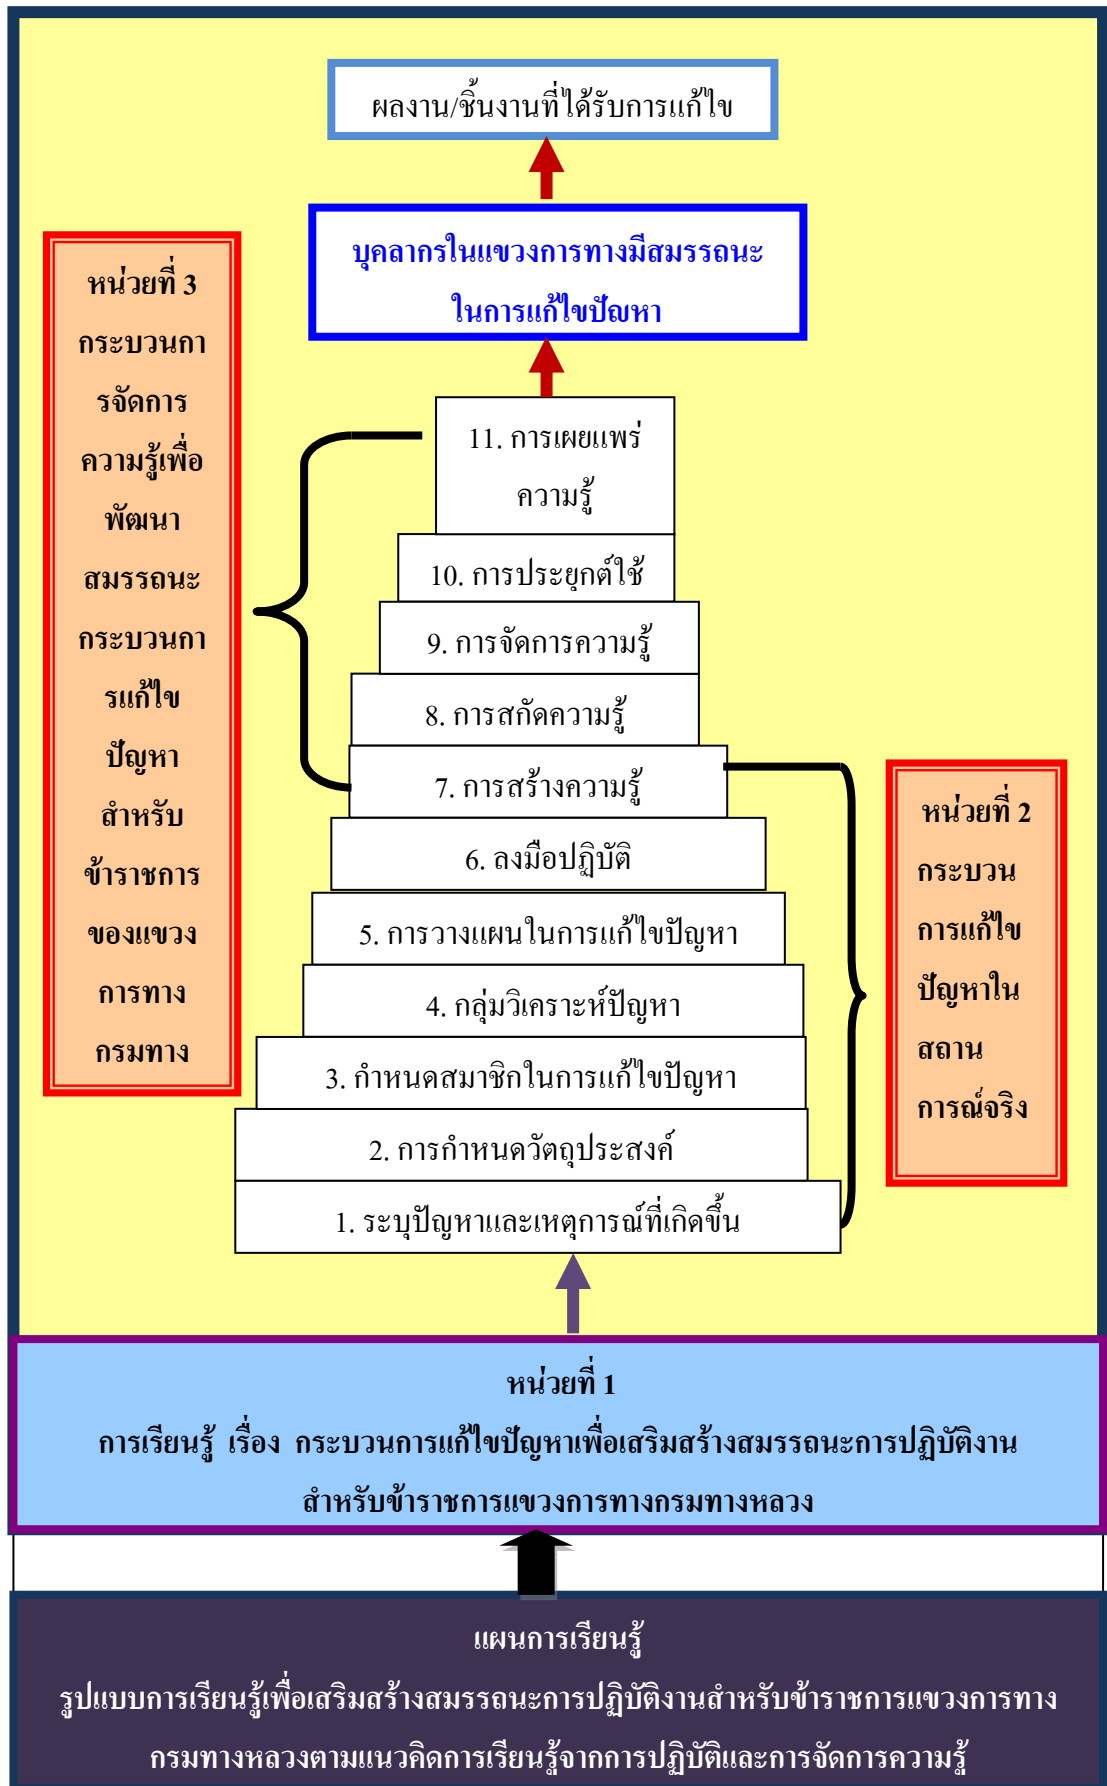 ผลงาน/ชิ้นงานที่ได้รับการแก้ไข
บุคลากรในแขวงการทางมีสมรรถนะ
ในการแก้ไขปัญหา
หน่วยที่ 3
กระบวนกา
รจัดการ
ความรู้เพื่อ
พัฒนา
สมรรถนะ
กระบวนกา
รแก้ไข
ปัญหา
สำหรับ
ข้าราชการ
ของแขวง
การทาง
กรมทาง
11. การเผยแพร่
ความรู้
10. การประยุกต์ใช้
9. การจัดการความรู้
8. การสกัดความรู้
7. การสร้างความรู้
6. ลงมือปฏิบัติ
5. การวางแผนในการแก้ไขปัญหา
4. กลุ่มวิเคราะห์ปัญหา
3. กำหนดสมาชิกในการแก้ไขปัญหา
2. การกำหนดวัตถุประสงค์
1. ระบุปัญหาและเหตุการณ์ที่เกิดขึ้น
หน่วยที่ 2
กระบวน
การแก้ไข
ปัญหาใน
สถาน
การณ์จริง
หน่วยที่ 1
การเรียนรู้ เรื่อง กระบวนการแก้ไขปัญหาเพื่อเสริมสร้างสมรรถนะการปฏิบัติงาน
สำหรับข้าราชการแขวงการทางกรมทางหลวง
แผนการเรียนรู้
รูปแบบการเรียนรู้เพื่อเสริมสร้างสมรรถนะการปฏิบัติงานสำหรับข้าราชการแขวงการทาง
กรมทางหลวงตามแนวคิดการเรียนรู้จากการปฏิบัติและการจัดการความรู้